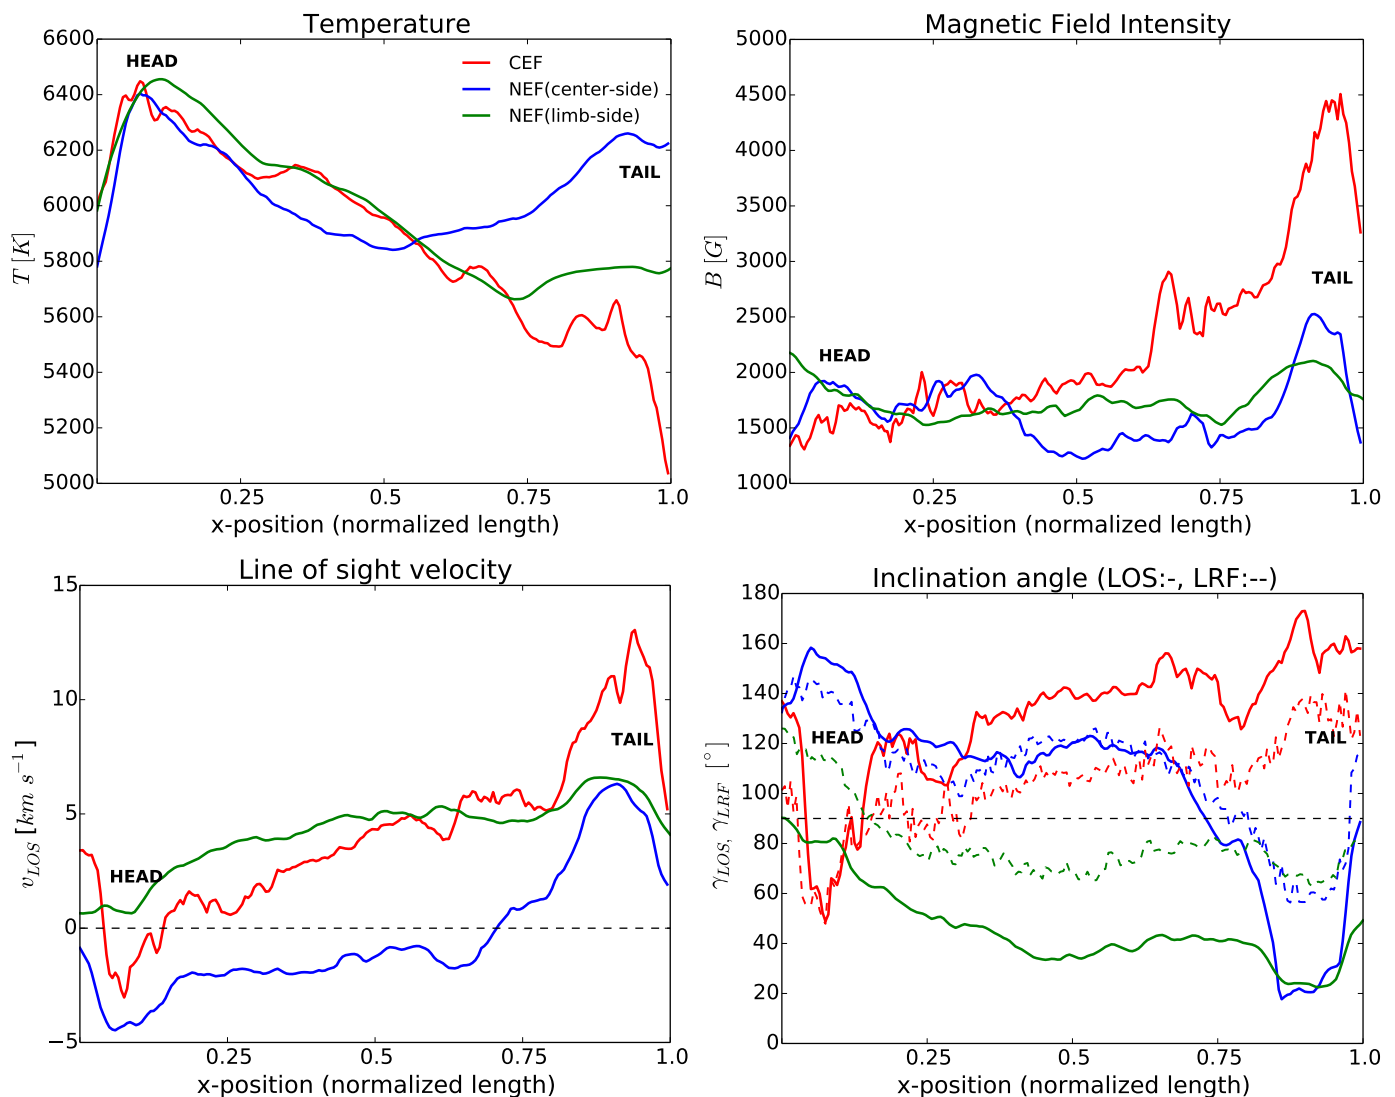 Temperature
6600
6400
6200
6000
5800
5600
5400
5200
5000
T [K]
HEAD
TAIL
CEF
NEF(center-side)
NEF(limb-side)
0.25
0.5
0.75
1.0
x-position (normalized length)
Magnetic Field Intensity
5000
4500
4000
3500
3000
2500
2000
1500
1000
B [G]
HEAD
TAIL
0.25
0.5
0.75
1.0
x-position (normalized length)
Line of sight velocity
15
10
5
0
−5
v_LOS [km s⁻¹]
HEAD
TAIL
0.25
0.5
0.75
1.0
x-position (normalized length)
Inclination angle (LOS:-, LRF:--)
180
160
140
120
100
80
60
40
20
0
γ_LOS, γ_LRF [°]
HEAD
TAIL
0.25
0.5
0.75
1.0
x-position (normalized length)